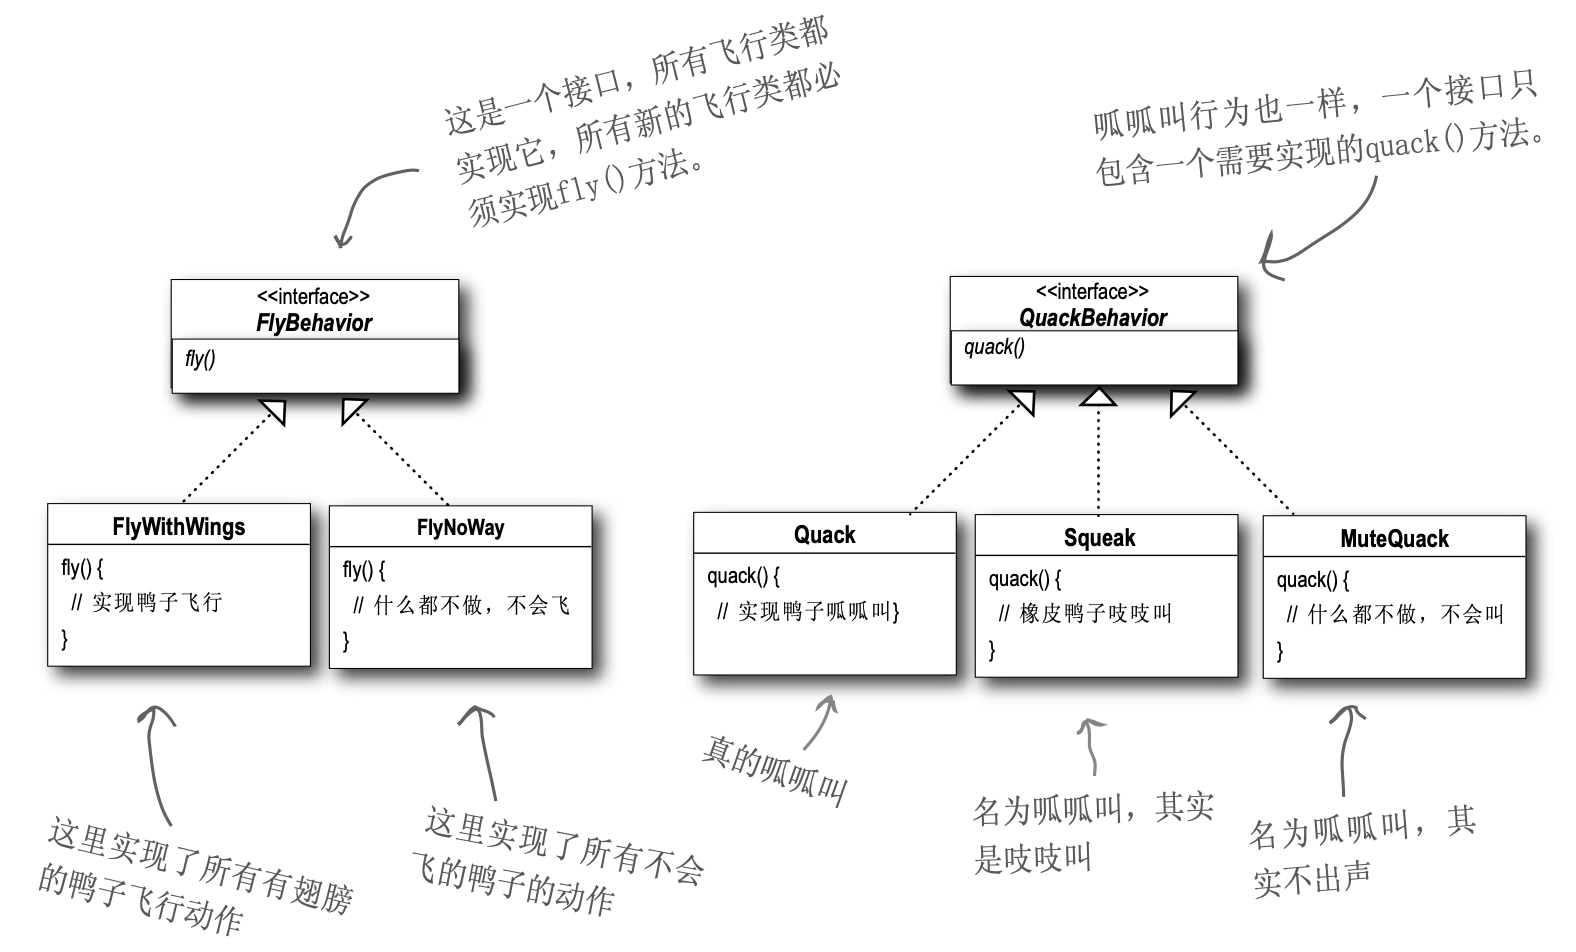 这是一个接口，所有飞行类都
实现它，所有新的飞行类都必
须实现fly()方法。
呱呱叫行为也一样，一个接口只
包含一个需要实现的quack()方法。
<<interface>>
FlyBehavior
fly()
<<interface>>
QuackBehavior
quack()
FlyWithWings
fly() {
// 实现鸭子飞行
}
FlyNoWay
fly() {
// 什么都不做，不会飞
}
Quack
quack() {
// 实现鸭子呱呱叫}
Squeak
quack() {
// 橡皮鸭子吱吱叫
}
MuteQuack
quack() {
// 什么都不做，不会叫
}
这里实现了所有有翅膀
的鸭子飞行动作
这里实现了所有不会
飞的鸭子的动作
真的呱呱叫
名为呱呱叫，其实
是吱吱叫
名为呱呱叫，其
实不出声